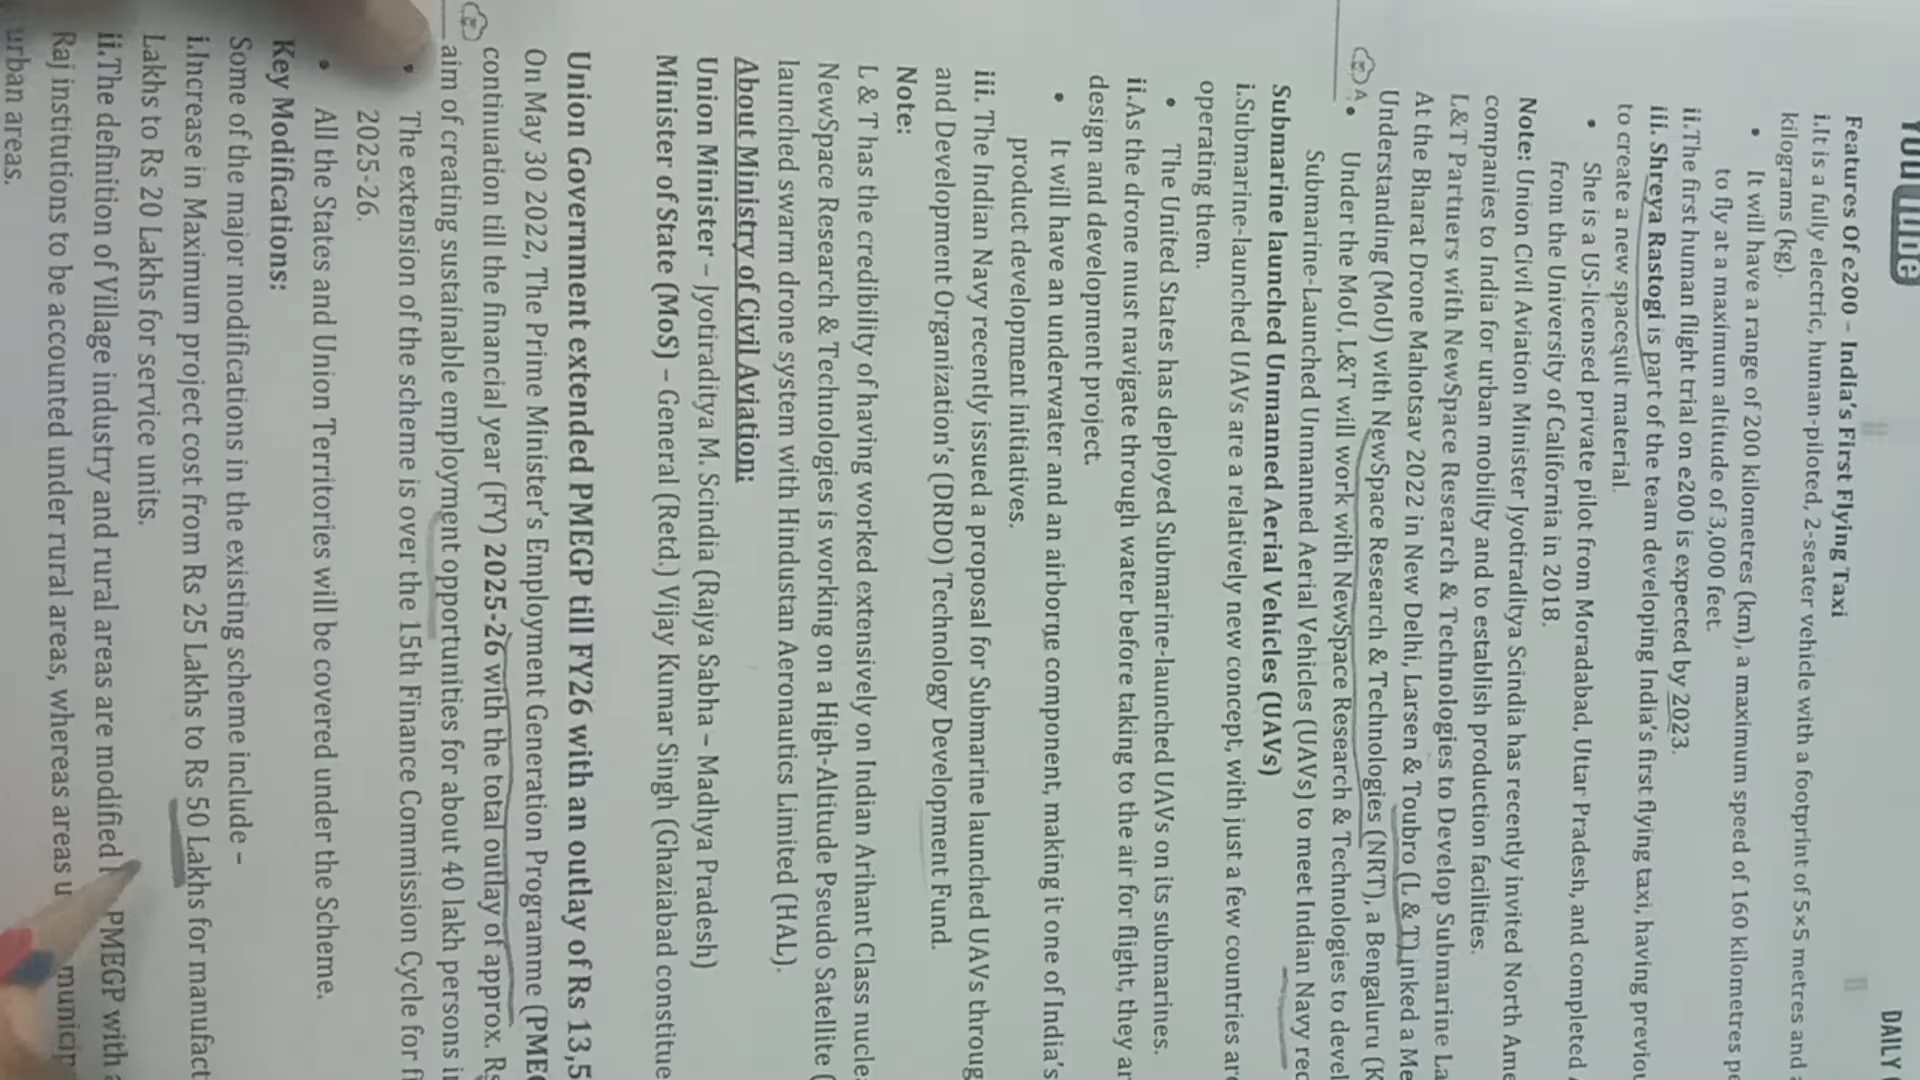 YOU Tube
DAILY
Features Of e200 – India's First Flying Taxi
i.It is a fully electric, human-piloted, 2-seater vehicle with a footprint of 5×5 metres and
kilograms (kg).
• It will have a range of 200 kilometres (km), a maximum speed of 160 kilometres pe
to fly at a maximum altitude of 3,000 feet.
ii.The first human flight trial on e200 is expected by 2023.
iii. Shreya Rastogi is part of the team developing India's first flying taxi, having previou
to create a new spacesuit material.
• She is a US-licensed private pilot from Moradabad, Uttar Pradesh, and completed
from the University of California in 2018.
Note: Union Civil Aviation Minister Jyotiraditya Scindia has recently invited North Ame
companies to India for urban mobility and to establish production facilities.
L&T Partners with NewSpace Research & Technologies to Develop Submarine La
At the Bharat Drone Mahotsav 2022 in New Delhi, Larsen & Toubro (L & T) inked a Me
Understanding (MoU) with NewSpace Research & Technologies (NRT), a Bengaluru (K
A • Under the MoU, L&T will work with NewSpace Research & Technologies to devel
Submarine-Launched Unmanned Aerial Vehicles (UAVs) to meet Indian Navy rec
Submarine launched Unmanned Aerial Vehicles (UAVs)
i.Submarine-launched UAVs are a relatively new concept, with just a few countries are
operating them.
• The United States has deployed Submarine-launched UAVs on its submarines.
ii.As the drone must navigate through water before taking to the air for flight, they ar
design and development project.
• It will have an underwater and an airborne component, making it one of India's
product development initiatives.
iii. The Indian Navy recently issued a proposal for Submarine launched UAVs throug
and Development Organization's (DRDO) Technology Development Fund.
Note:
L & T has the credibility of having worked extensively on Indian Arihant Class nuclea
NewSpace Research & Technologies is working on a High-Altitude Pseudo Satellite (
launched swarm drone system with Hindustan Aeronautics Limited (HAL).
About Ministry of Civil Aviation:
Union Minister – Jyotiraditya M. Scindia (Rajya Sabha – Madhya Pradesh)
Minister of State (MoS) – General (Retd.) Vijay Kumar Singh (Ghaziabad constitue
Union Government extended PMEGP till FY26 with an outlay of Rs 13,5
On May 30 2022, The Prime Minister's Employment Generation Programme (PMEG
continuation till the financial year (FY) 2025-26 with the total outlay of approx. Rs
aim of creating sustainable employment opportunities for about 40 lakh persons i
• The extension of the scheme is over the 15th Finance Commission Cycle for fi
2025-26.
• All the States and Union Territories will be covered under the Scheme.
Key Modifications:
Some of the major modifications in the existing scheme include –
i.Increase in Maximum project cost from Rs 25 Lakhs to Rs 50 Lakhs for manufact
Lakhs to Rs 20 Lakhs for service units.
ii.The definition of Village industry and rural areas are modified PMEGP with
Raj institutions to be accounted under rural areas, whereas areas u municip
urban areas.